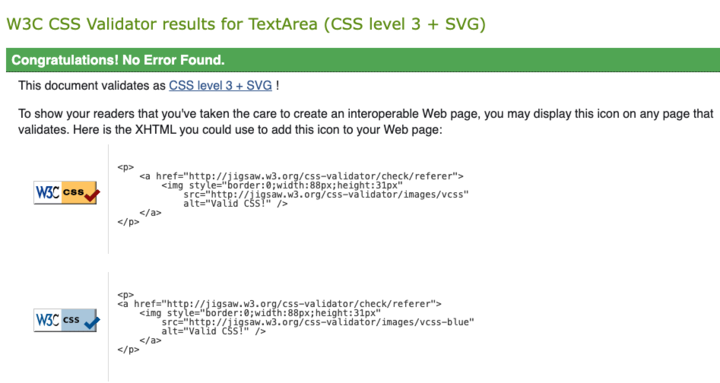 W3C CSS Validator results for TextArea (CSS level 3 + SVG)
Congratulations! No Error Found.
This document validates as CSS level 3 + SVG !
To show your readers that you've taken the care to create an interoperable Web page, you may display this icon on any page that
validates. Here is the XHTML you could use to add this icon to your Web page:
W3C css
<p>
    <a href="http://jigsaw.w3.org/css-validator/check/referer">
        <img style="border:0;width:88px;height:31px"
            src="http://jigsaw.w3.org/css-validator/images/vcss"
            alt="Valid CSS!" />
    </a>
</p>
W3C css
<p>
<a href="http://jigsaw.w3.org/css-validator/check/referer">
    <img style="border:0;width:88px;height:31px"
        src="http://jigsaw.w3.org/css-validator/images/vcss-blue"
        alt="Valid CSS!" />
    </a>
</p>